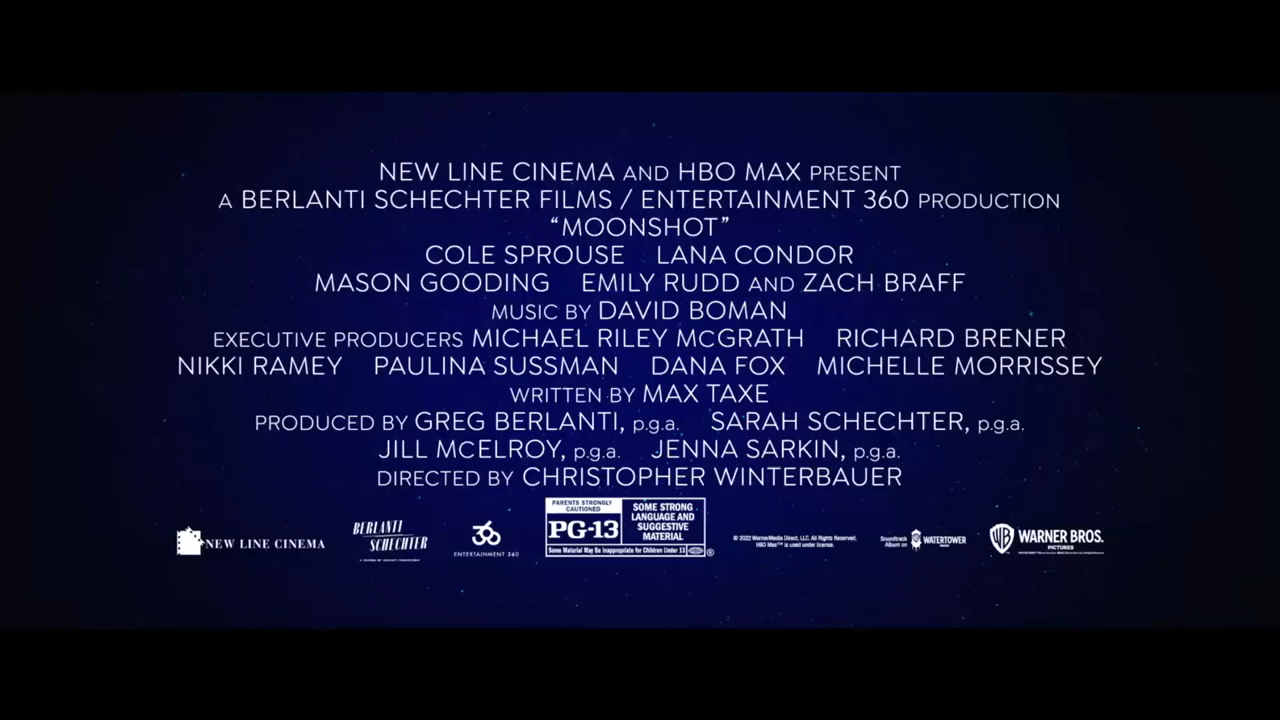 NEW LINE CINEMA AND HBO MAX PRESENT
A BERLANTI SCHECHTER FILMS / ENTERTAINMENT 360 PRODUCTION
“MOONSHOT”
COLE SPROUSE LANA CONDOR
MASON GOODING EMILY RUDD AND ZACH BRAFF
MUSIC BY DAVID BOMAN
EXECUTIVE PRODUCERS MICHAEL RILEY McGRATH RICHARD BRENER
NIKKI RAMEY PAULINA SUSSMAN DANA FOX MICHELLE MORRISSEY
WRITTEN BY MAX TAXE
PRODUCED BY GREG BERLANTI, p.g.a. SARAH SCHECHTER, p.g.a.
JILL McELROY, p.g.a. JENNA SARKIN, p.g.a.
DIRECTED BY CHRISTOPHER WINTERBAUER
NEW LINE CINEMA
BERLANTI
SCHECHTER
36
ENTERTAINMENT 360
PARENTS STRONGLY
CAUTIONED
PG-13
SOME STRONG
LANGUAGE AND
SUGGESTIVE
MATERIAL
Some Material May Be Inappropriate for Children Under 13
®
© 2022 WarnerMedia Direct, LLC. All Rights Reserved.
HBO Max™ is used under license.
Soundtrack
Album on
WATERTOWER
MUSIC
WB
WARNER BROS.
PICTURES